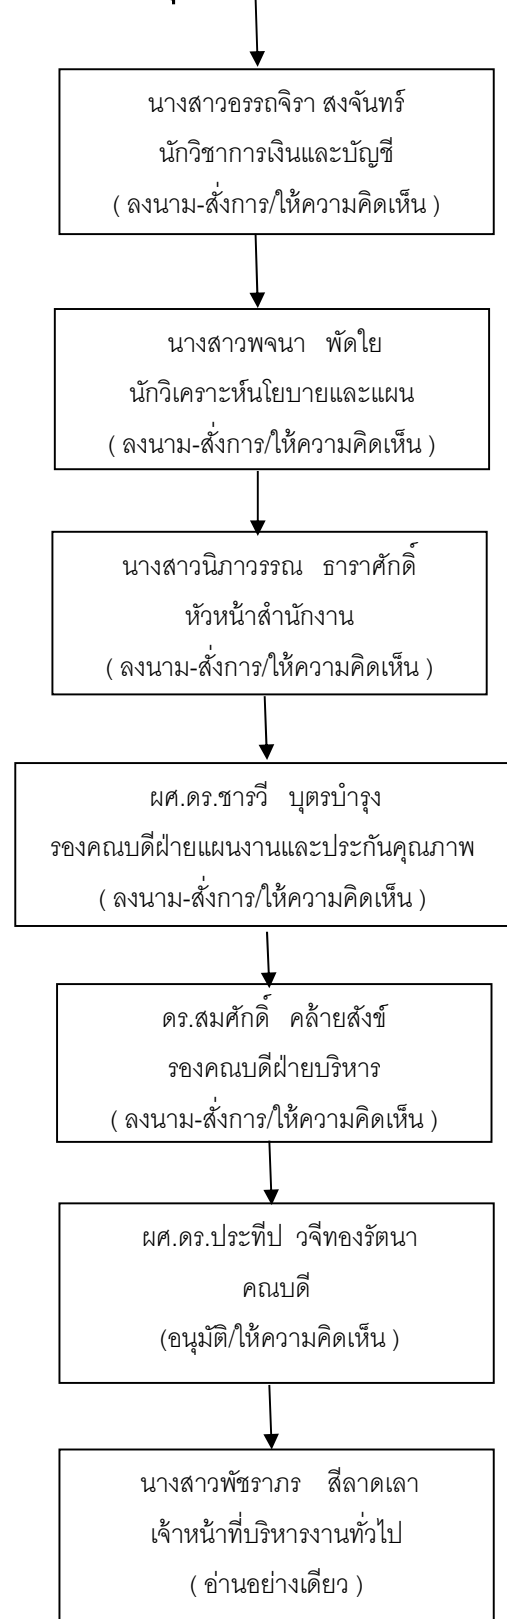 นางสาวอรรถจิรา สงจันทร์
นักวิชาการเงินและบัญชี
( ลงนาม-สั่งการ/ให้ความคิดเห็น )
นางสาวพจนา พัดใย
นักวิเคราะห์นโยบายและแผน
( ลงนาม-สั่งการ/ให้ความคิดเห็น )
นางสาวนิภาวรรณ ธาราศักดิ์
หัวหน้าสำนักงาน
( ลงนาม-สั่งการ/ให้ความคิดเห็น )
ผศ.ดร.ชารวี บุตรบำรุง
รองคณบดีฝ่ายแผนงานและประกันคุณภาพ
( ลงนาม-สั่งการ/ให้ความคิดเห็น )
ดร.สมศักดิ์ คล้ายสังข์
รองคณบดีฝ่ายบริหาร
( ลงนาม-สั่งการ/ให้ความคิดเห็น )
ผศ.ดร.ประทีป วจีทองรัตนา
คณบดี
(อนุมัติ/ให้ความคิดเห็น )
นางสาวพัชราภร สีลาดเลา
เจ้าหน้าที่บริหารงานทั่วไป
( อ่านอย่างเดียว )